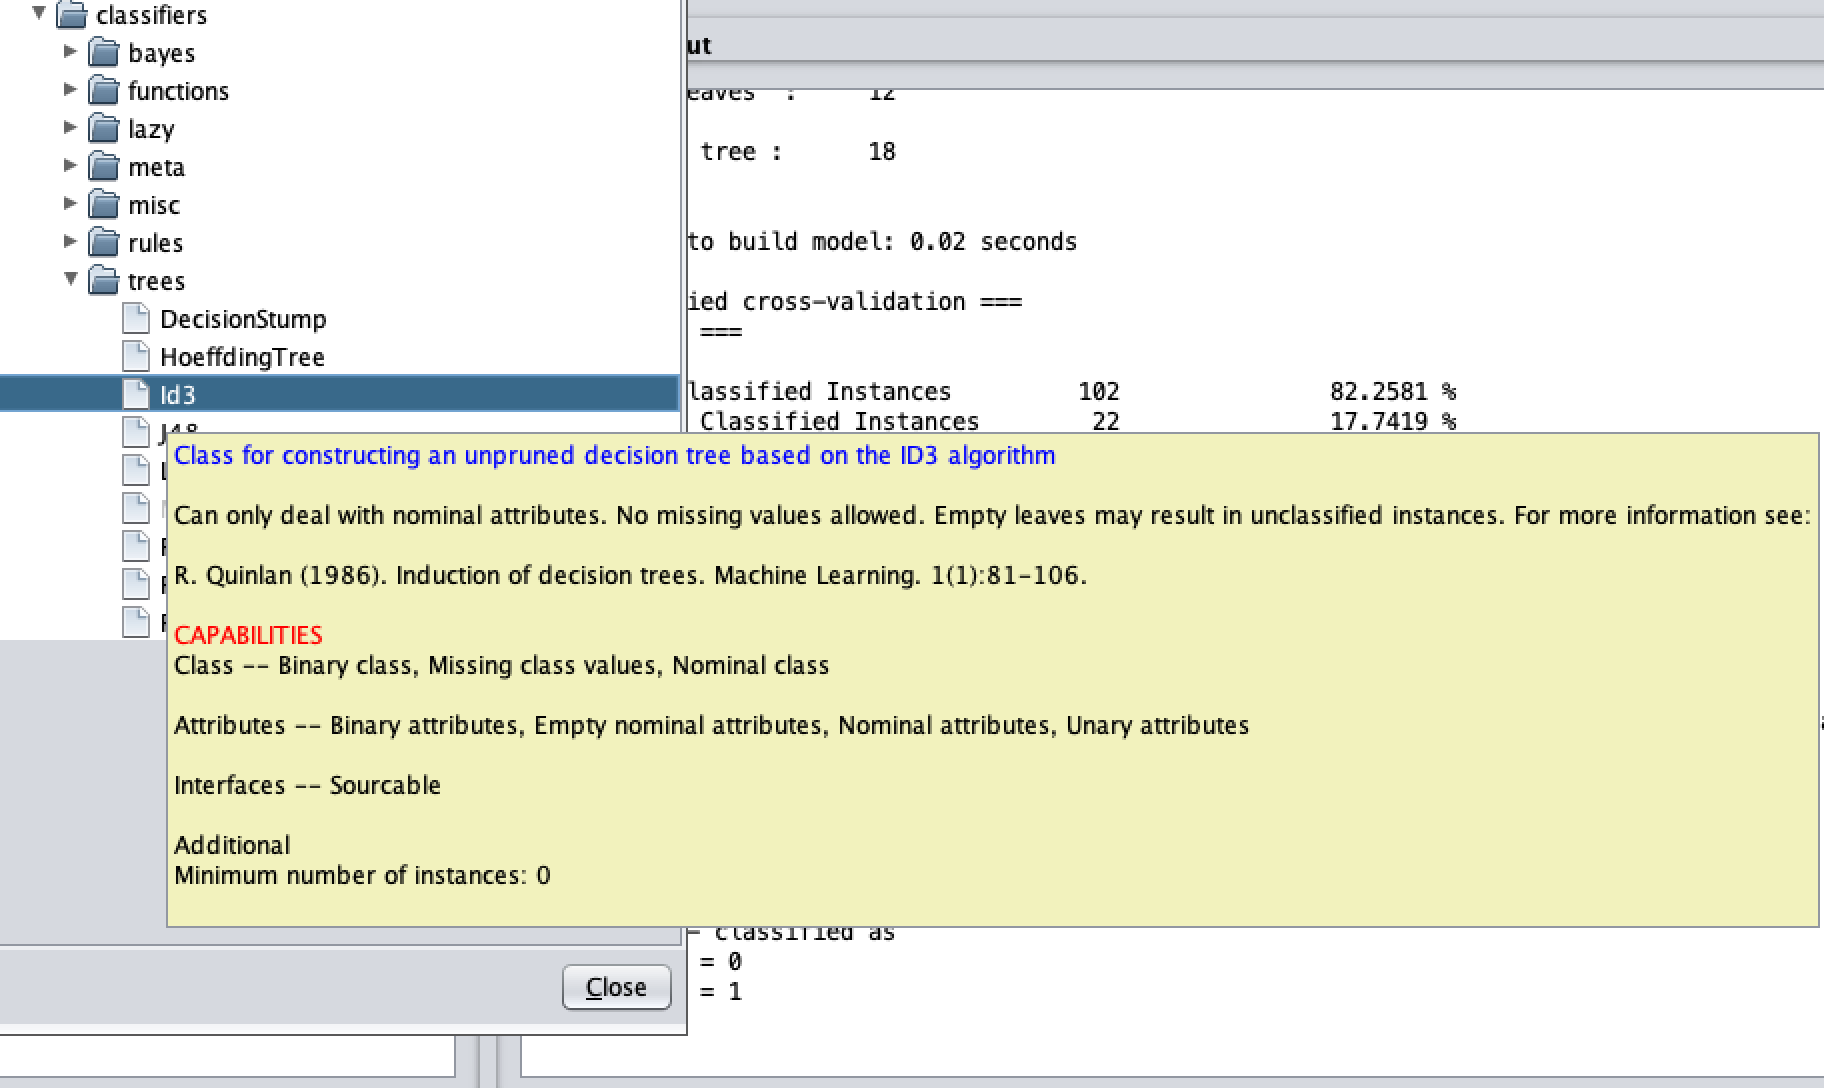 classifiers
bayes
functions
lazy
meta
misc
rules
trees
DecisionStump
HoeffdingTree
Id3
J48
Class for constructing an unpruned decision tree based on the ID3 algorithm
Can only deal with nominal attributes. No missing values allowed. Empty leaves may result in unclassified instances. For more information see:
R. Quinlan (1986). Induction of decision trees. Machine Learning. 1(1):81-106.
CAPABILITIES
Class -- Binary class, Missing class values, Nominal class
Attributes -- Binary attributes, Empty nominal attributes, Nominal attributes, Unary attributes
Interfaces -- Sourcable
Additional
Minimum number of instances: 0
Close
ut
eaves : 12
tree : 18
to build model: 0.02 seconds
ied cross-validation ===
===
lassified Instances 102 82.2581 %
Classified Instances 22 17.7419 %
- classified as
= 0
= 1